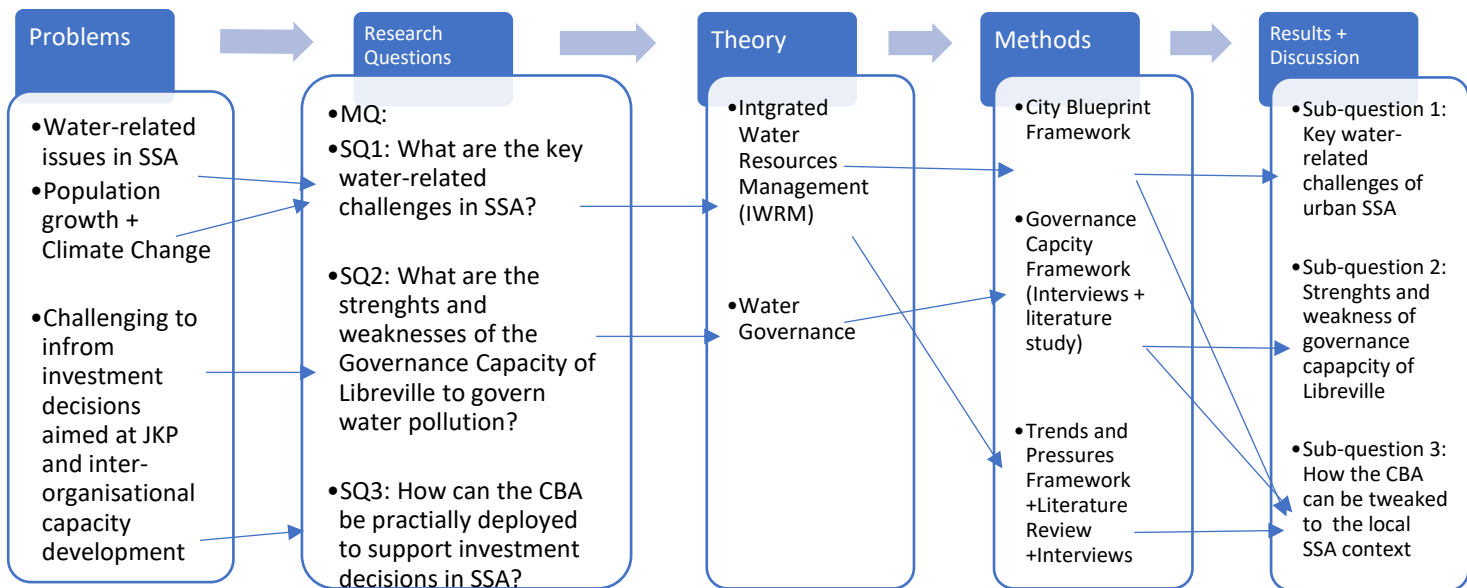 Problems
•Water-related
issues in SSA
•Population
growth +
Climate Change
•Challenging to
infrom
investment
decisions
aimed at JKP
and inter-
organisational
capacity
development
Research
Questions
•MQ:
•SQ1: What are the key
water-related
challenges in SSA?
•SQ2: What are the
strenghts and
weaknesses of the
Governance Capacity of
Libreville to govern
water pollution?
•SQ3: How can the CBA
be practially deployed
to support investment
decisions in SSA?
Theory
•Intgrated
Water
Resources
Management
(IWRM)
•Water
Governance
Methods
•City Blueprint
Framework
•Governance
Capcity
Framework
(Interviews +
literature
study)
•Trends and
Pressures
Framework
+Literature
Review
+Interviews
Results +
Discussion
•Sub-question 1:
Key water-
related
challenges of
urban SSA
•Sub-question 2:
Strenghts and
weakness of
governance
capapcity of
Libreville
•Sub-question 3:
How the CBA
can be tweaked
to the local
SSA context